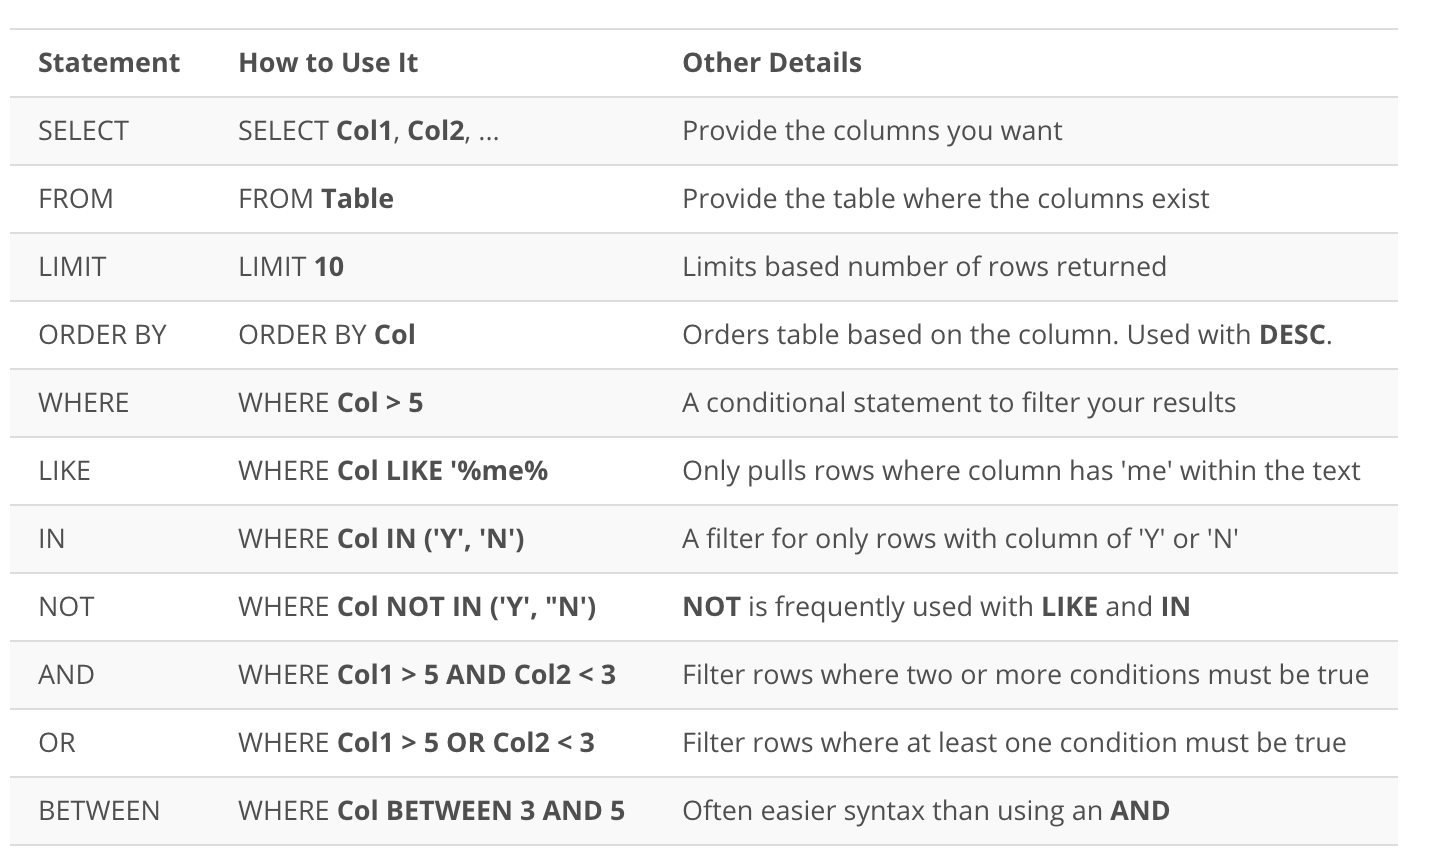 Statement How to Use It Other Details
SELECT SELECT Col1, Col2, ... Provide the columns you want
FROM FROM Table Provide the table where the columns exist
LIMIT LIMIT 10 Limits based number of rows returned
ORDER BY ORDER BY Col Orders table based on the column. Used with DESC.
WHERE WHERE Col > 5 A conditional statement to filter your results
LIKE WHERE Col LIKE '%me% Only pulls rows where column has 'me' within the text
IN WHERE Col IN ('Y', 'N') A filter for only rows with column of 'Y' or 'N'
NOT WHERE Col NOT IN ('Y', "N') NOT is frequently used with LIKE and IN
AND WHERE Col1 > 5 AND Col2 < 3 Filter rows where two or more conditions must be true
OR WHERE Col1 > 5 OR Col2 < 3 Filter rows where at least one condition must be true
BETWEEN WHERE Col BETWEEN 3 AND 5 Often easier syntax than using an AND